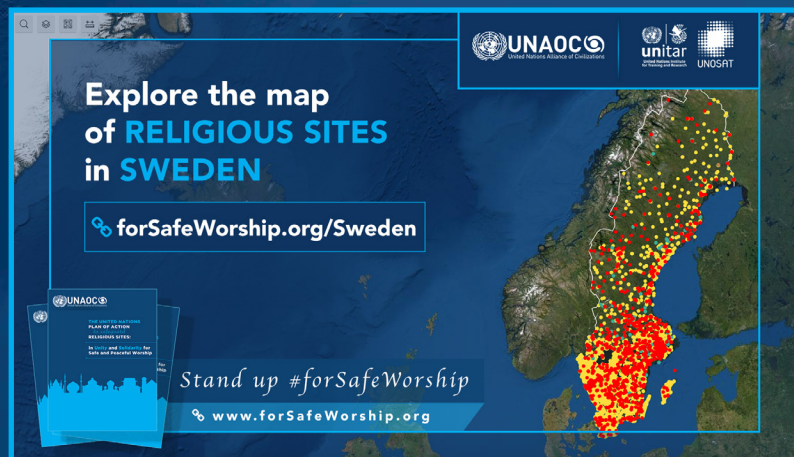 UNAOC
United Nations Alliance of Civilizations
unitar
United Nations Institute
for Training and Research
UNOSAT
Explore the map
of RELIGIOUS SITES
in SWEDEN
forSafeWorship.org/Sweden
UNAOC
THE UNITED NATIONS
PLAN OF ACTION
RELIGIOUS SITES:
In Unity and Solidarity for
Safe and Peaceful Worship
Stand up #forSafeWorship
www.forSafeWorship.org